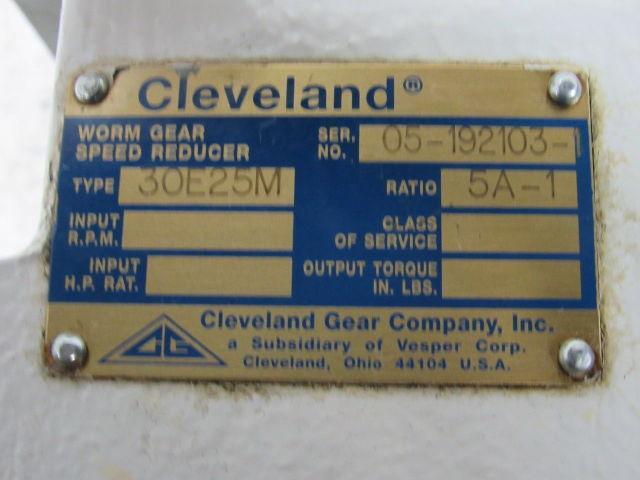 Cleveland®
WORM GEAR SPEED REDUCER SER. NO. 05-192103-1
TYPE 30E25M RATIO 5A-1
INPUT R.P.M. CLASS OF SERVICE
INPUT H.P. RAT. OUTPUT TORQUE IN. LBS.
CG Cleveland Gear Company, Inc.
a Subsidiary of Vesper Corp.
Cleveland, Ohio 44104 U.S.A.